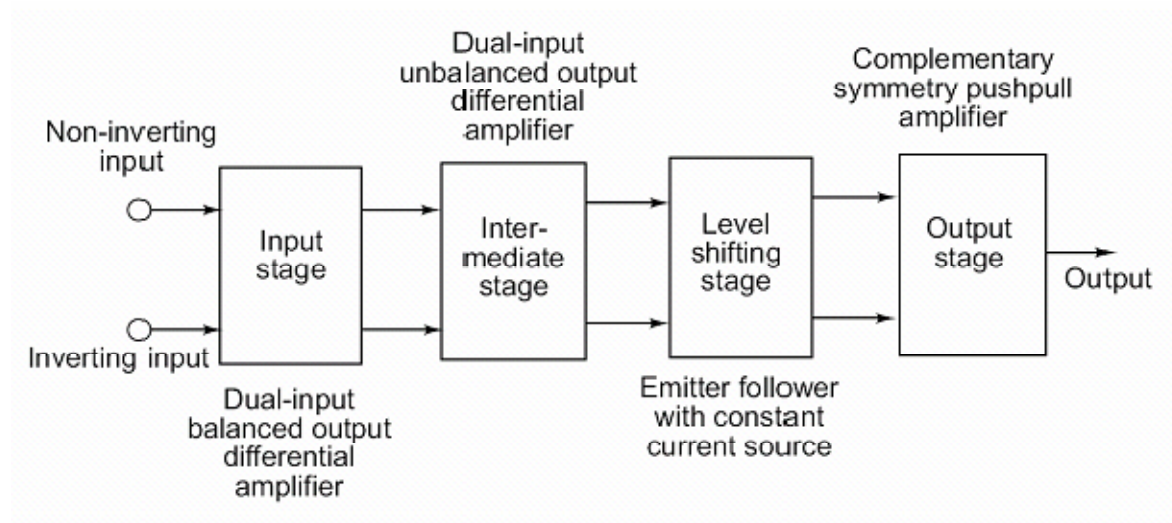 Dual-input
unbalanced output
differential
amplifier
Complementary
symmetry pushpull
amplifier
Non-inverting
input
Input
stage
Inter-
mediate
stage
Level
shifting
stage
Output
stage
Output
Inverting input
Dual-input
balanced output
differential
amplifier
Emitter follower
with constant
current source